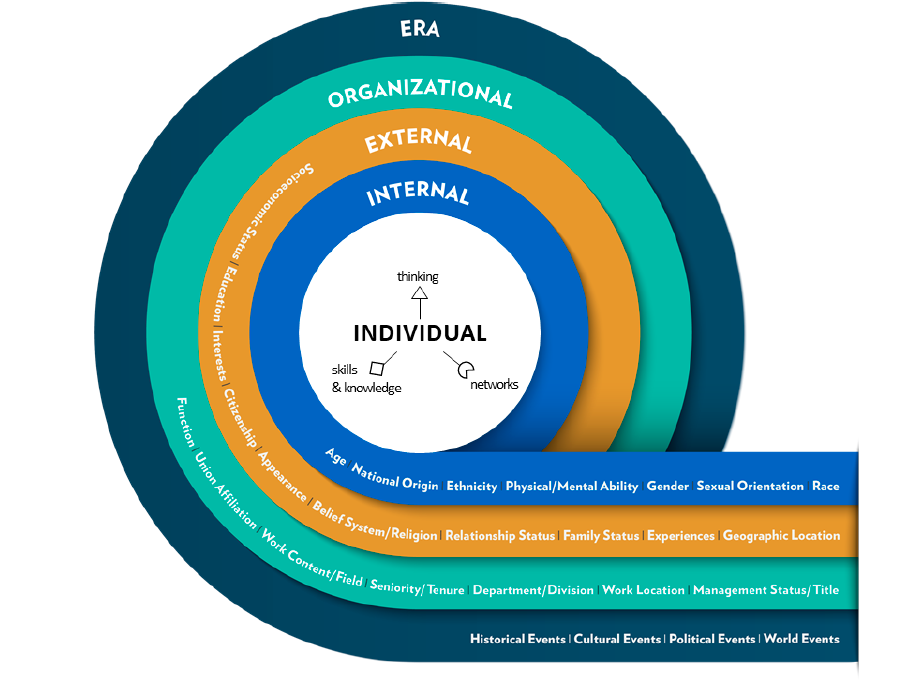 ERA
ORGANIZATIONAL
EXTERNAL
INTERNAL
thinking
INDIVIDUAL
skills
& knowledge
networks
Age | National Origin | Ethnicity | Physical/Mental Ability | Gender | Sexual Orientation | Race
Socioeconomic Status | Education | Interests | Citizenship | Appearance | Belief System/Religion | Relationship Status | Family Status | Experiences | Geographic Location
Function | Union Affiliation | Work Content/Field | Seniority/Tenure | Department/Division | Work Location | Management Status/Title
Historical Events | Cultural Events | Political Events | World Events